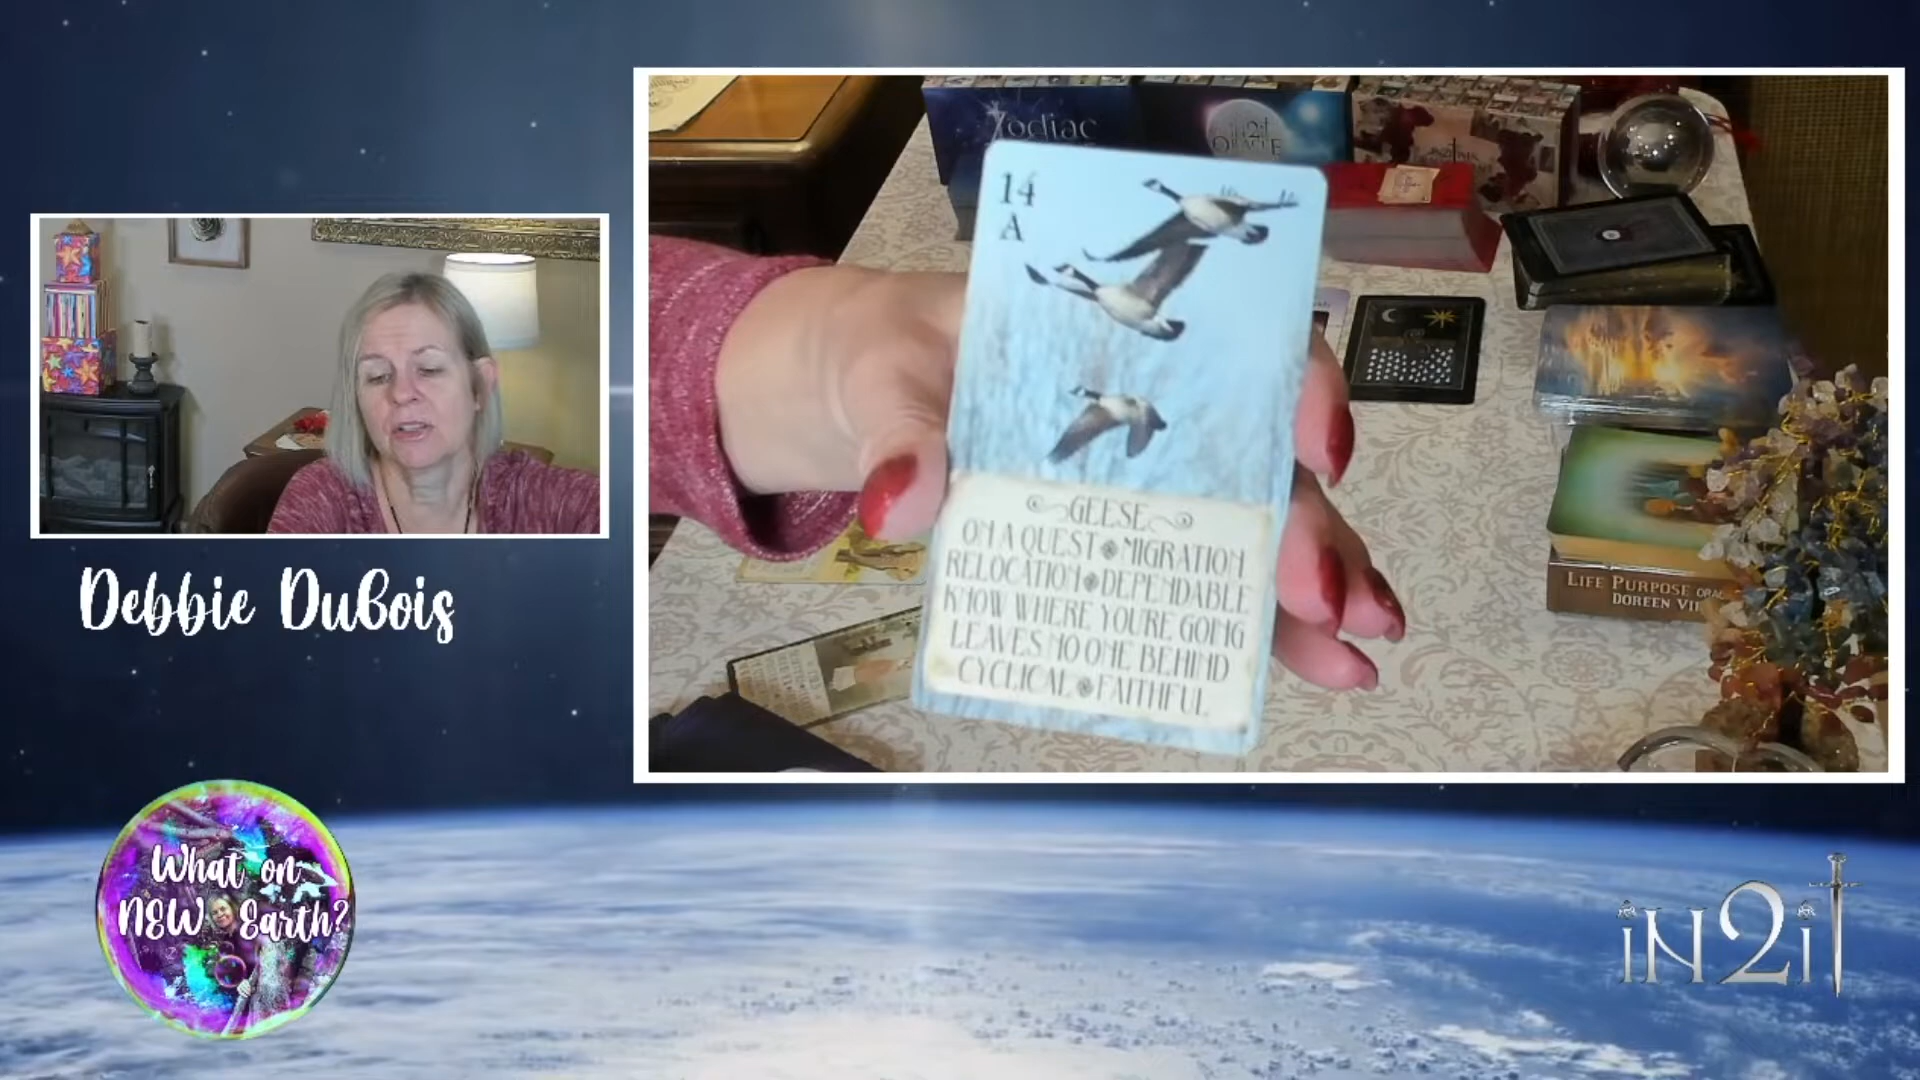 Debbie DuBois
What on
NEW Earth?
Zodiac
iN2it
ORACLE
14
A
GEESE
ON A QUEST MIGRATION
RELOCATION DEPENDABLE
KNOW WHERE YOU'RE GOING
LEAVES NO ONE BEHIND
CYCLICAL FAITHFUL
LIFE PURPOSE
DOREEN
iN2iT